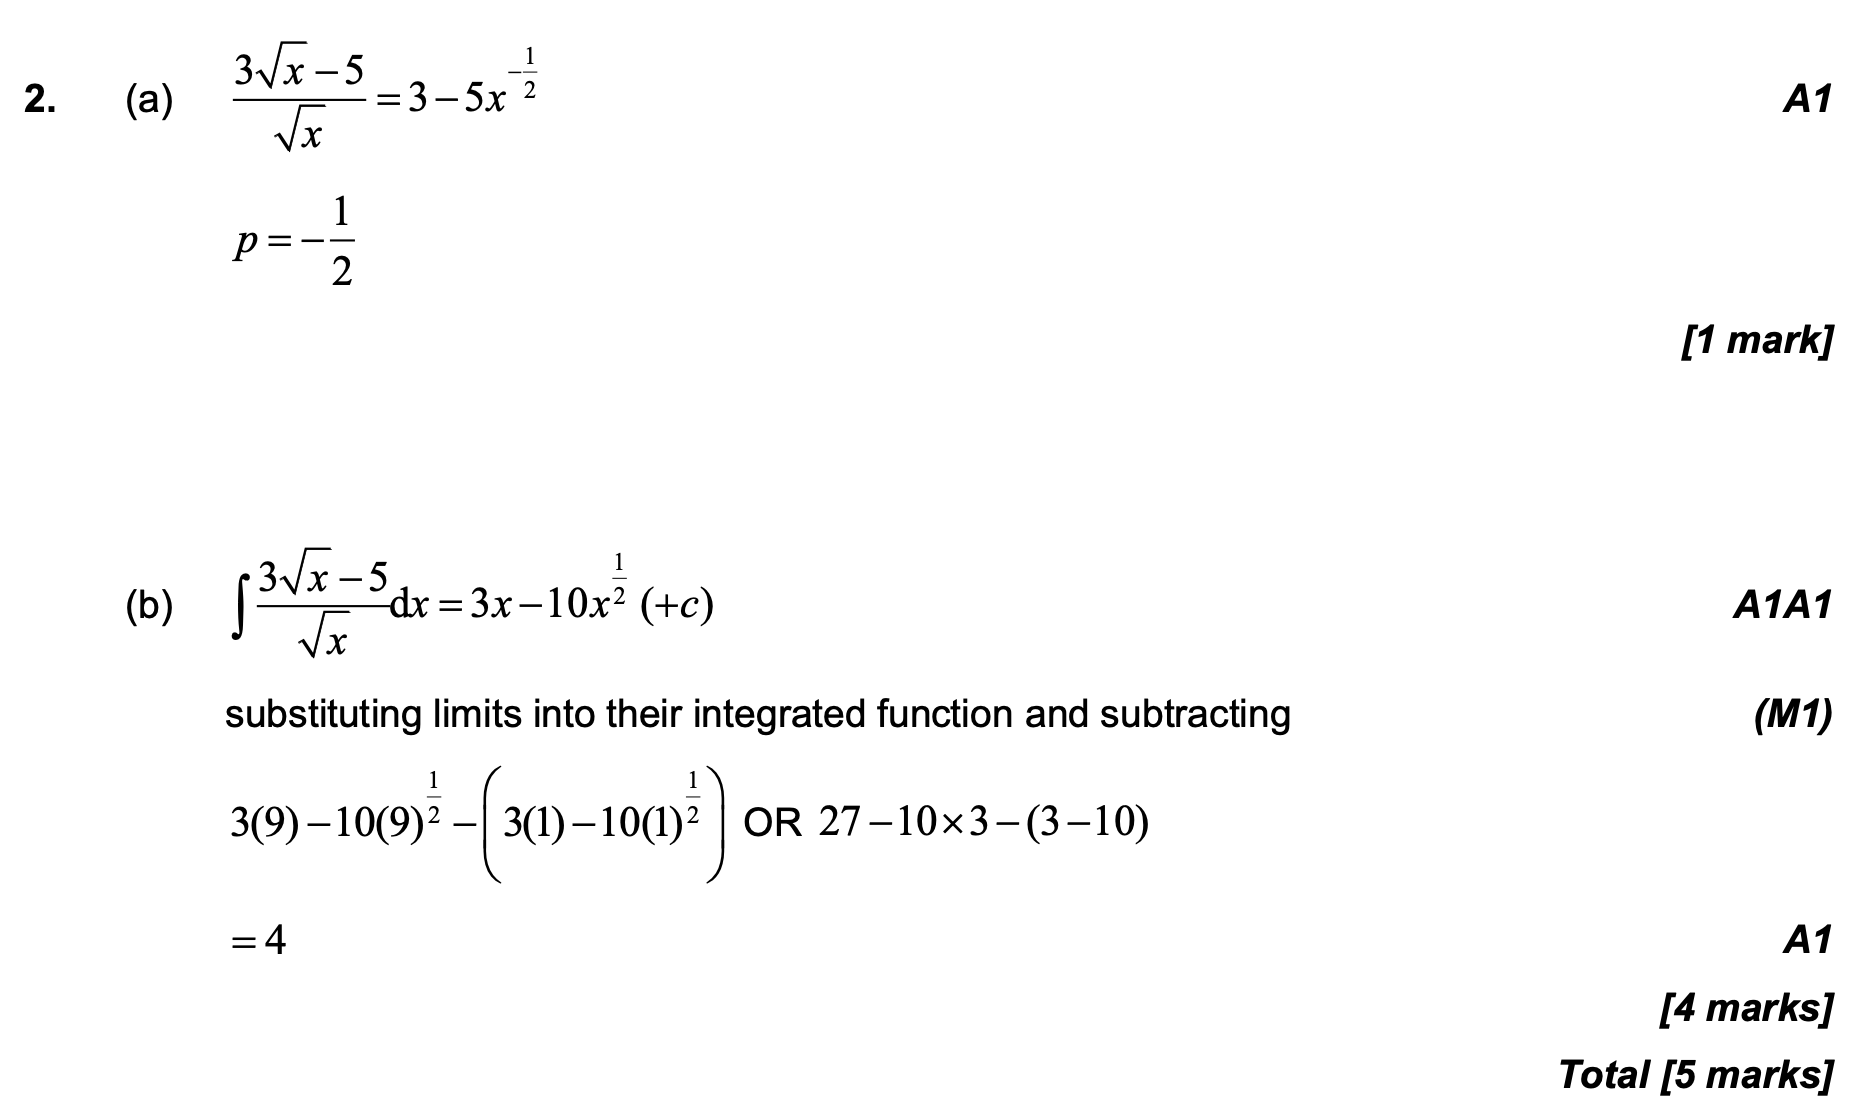 2. (a) $\frac{3\sqrt{x}-5}{\sqrt{x}}=3-5x^{-\frac{1}{2}}$ A1
$p=-\frac{1}{2}$
[1 mark]
(b) $\int\frac{3\sqrt{x}-5}{\sqrt{x}}\mathrm{d}x=3x-10x^{\frac{1}{2}}\,(+c)$ A1A1
substituting limits into their integrated function and subtracting (M1)
$3(9)-10(9)^{\frac{1}{2}}-\left(3(1)-10(1)^{\frac{1}{2}}\right)$ OR $27-10\times3-(3-10)$
$=4$ A1
[4 marks]
Total [5 marks]